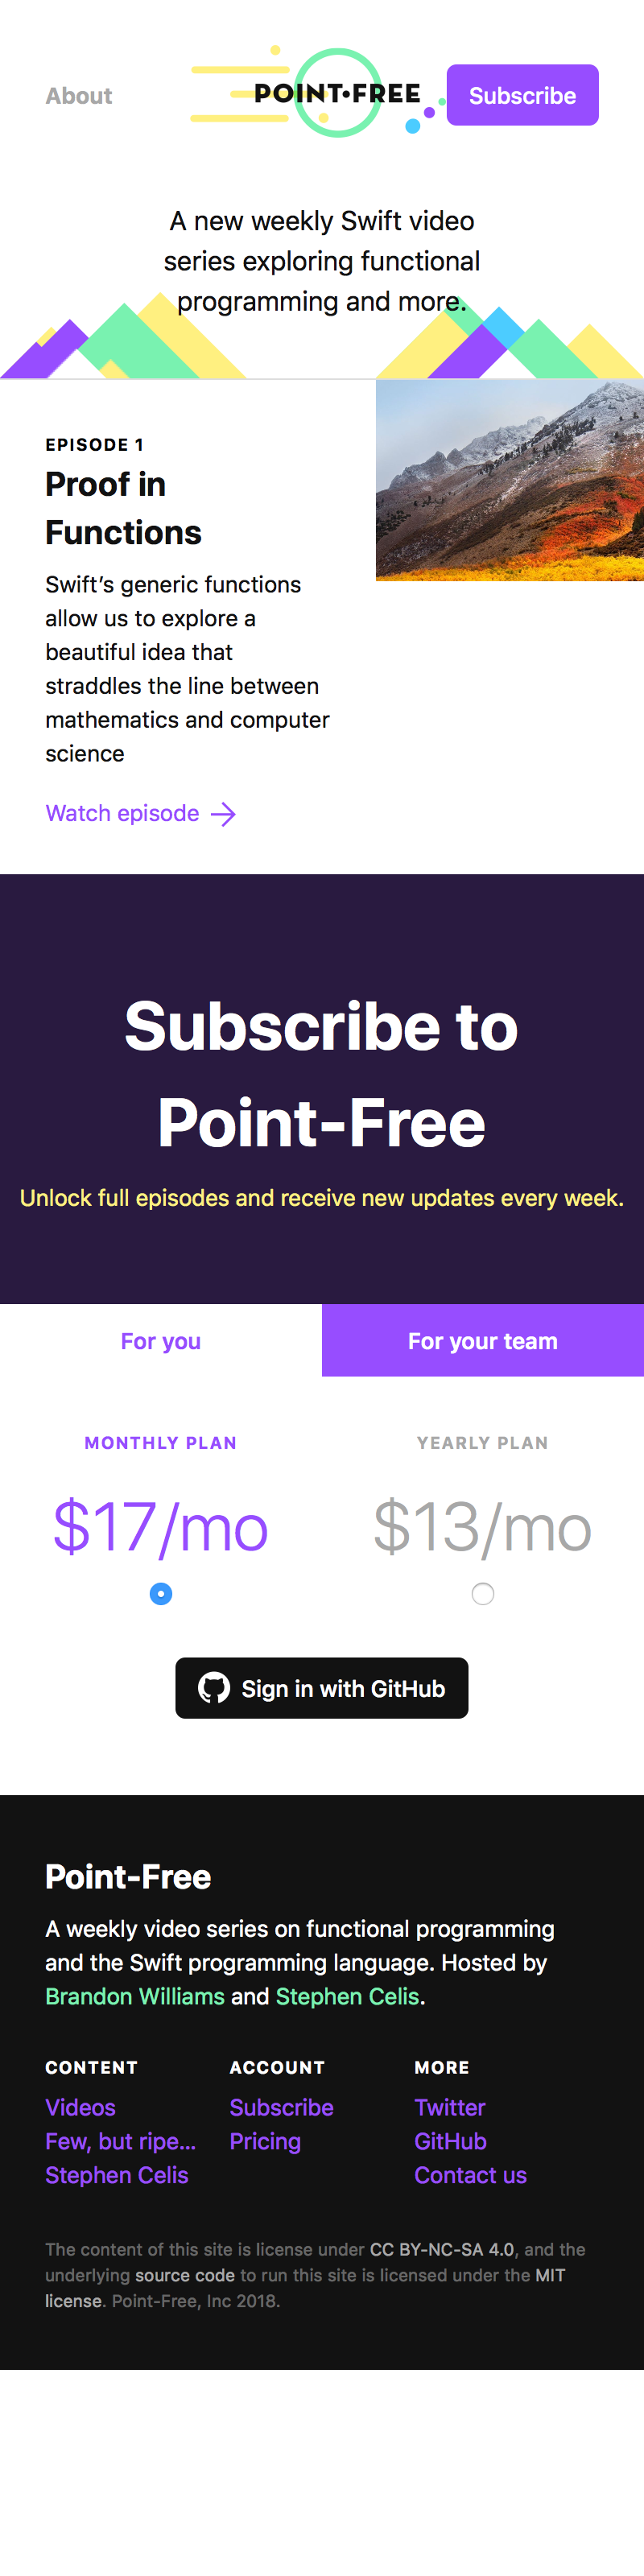 About
POINT•FREE
Subscribe
A new weekly Swift video
series exploring functional
programming and more.
EPISODE 1
Proof in
Functions
Swift’s generic functions
allow us to explore a
beautiful idea that
straddles the line between
mathematics and computer
science
Watch episode
Subscribe to
Point-Free
Unlock full episodes and receive new updates every week.
For you
For your team
MONTHLY PLAN
YEARLY PLAN
$17/mo
$13/mo
Sign in with GitHub
Point-Free
A weekly video series on functional programming
and the Swift programming language. Hosted by
Brandon Williams and Stephen Celis.
CONTENT
Videos
Few, but ripe...
Stephen Celis
ACCOUNT
Subscribe
Pricing
MORE
Twitter
GitHub
Contact us
The content of this site is license under CC BY-NC-SA 4.0, and the
underlying source code to run this site is licensed under the MIT
license. Point-Free, Inc 2018.